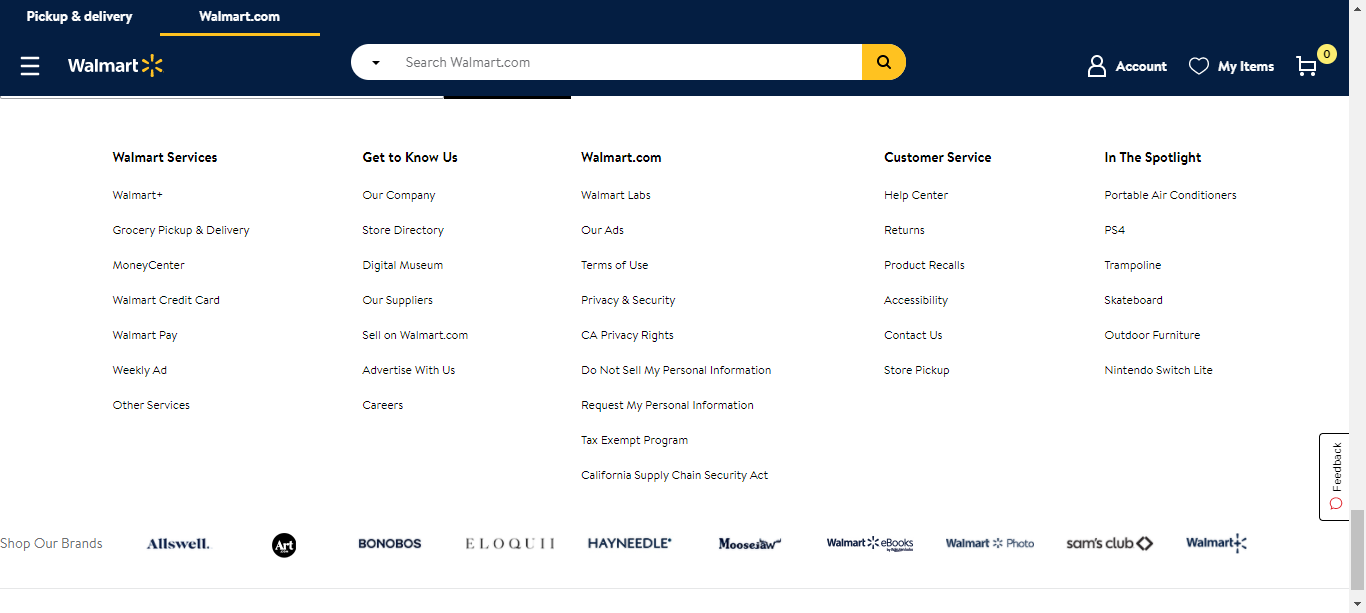 Pickup & delivery
Walmart.com
Walmart
Search Walmart.com
Account
My Items
0
Walmart Services
Walmart+
Grocery Pickup & Delivery
MoneyCenter
Walmart Credit Card
Walmart Pay
Weekly Ad
Other Services
Get to Know Us
Our Company
Store Directory
Digital Museum
Our Suppliers
Sell on Walmart.com
Advertise With Us
Careers
Walmart.com
Walmart Labs
Our Ads
Terms of Use
Privacy & Security
CA Privacy Rights
Do Not Sell My Personal Information
Request My Personal Information
Tax Exempt Program
California Supply Chain Security Act
Customer Service
Help Center
Returns
Product Recalls
Accessibility
Contact Us
Store Pickup
In The Spotlight
Portable Air Conditioners
PS4
Trampoline
Skateboard
Outdoor Furniture
Nintendo Switch Lite
Feedback
Shop Our Brands
Allswell.
Art
.com
BONOBOS
ELOQUII
HAYNEEDLE
Moosejaw
Walmart eBooks
Walmart Photo
sam's club
Walmart+